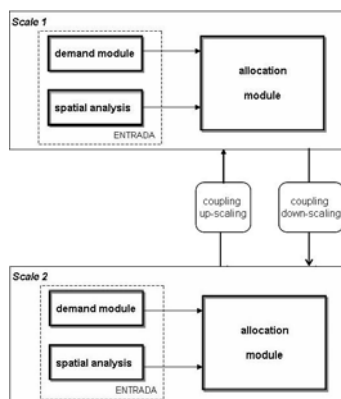 Scale 1
demand module
allocation
module
spatial analysis
ENTRADA
coupling
up-scaling
coupling
down-scaling
Scale 2
demand module
allocation
module
spatial analysis
ENTRADA